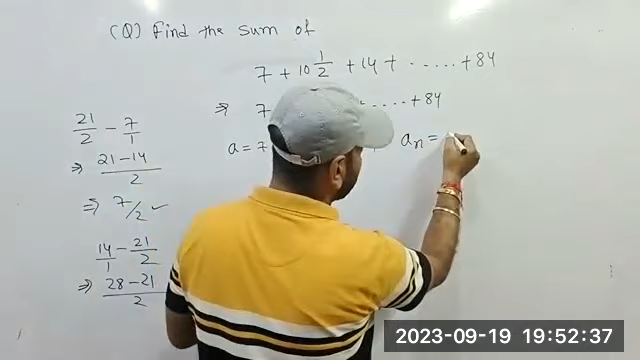 (Q) Find the sum of
7 + 10 1/2 + 14 + ...... + 84
⇒ 7 .... + 84
a = 7
aₙ =
21/2 − 7/1
⇒ (21−14)/2
⇒ 7/2 ✓
14/1 − 21/2
⇒ (28−21)/2
2023-09-19 19:52:37